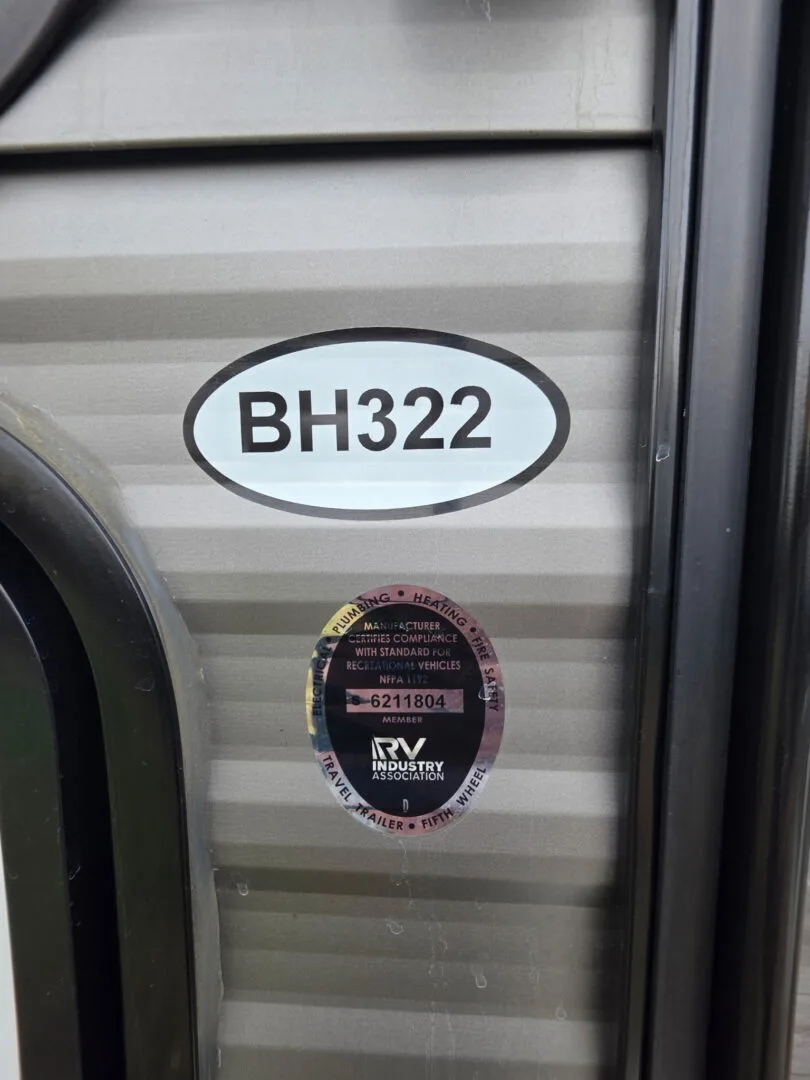 BH322
ELECTRICAL • PLUMBING • HEATING • FIRE SAFETY
MANUFACTURER
CERTIFIES COMPLIANCE
WITH STANDARD FOR
RECREATIONAL VEHICLES
NFPA 1192
S 6211804
MEMBER
RV
INDUSTRY
ASSOCIATION
D
TRAVEL TRAILER • FIFTH WHEEL